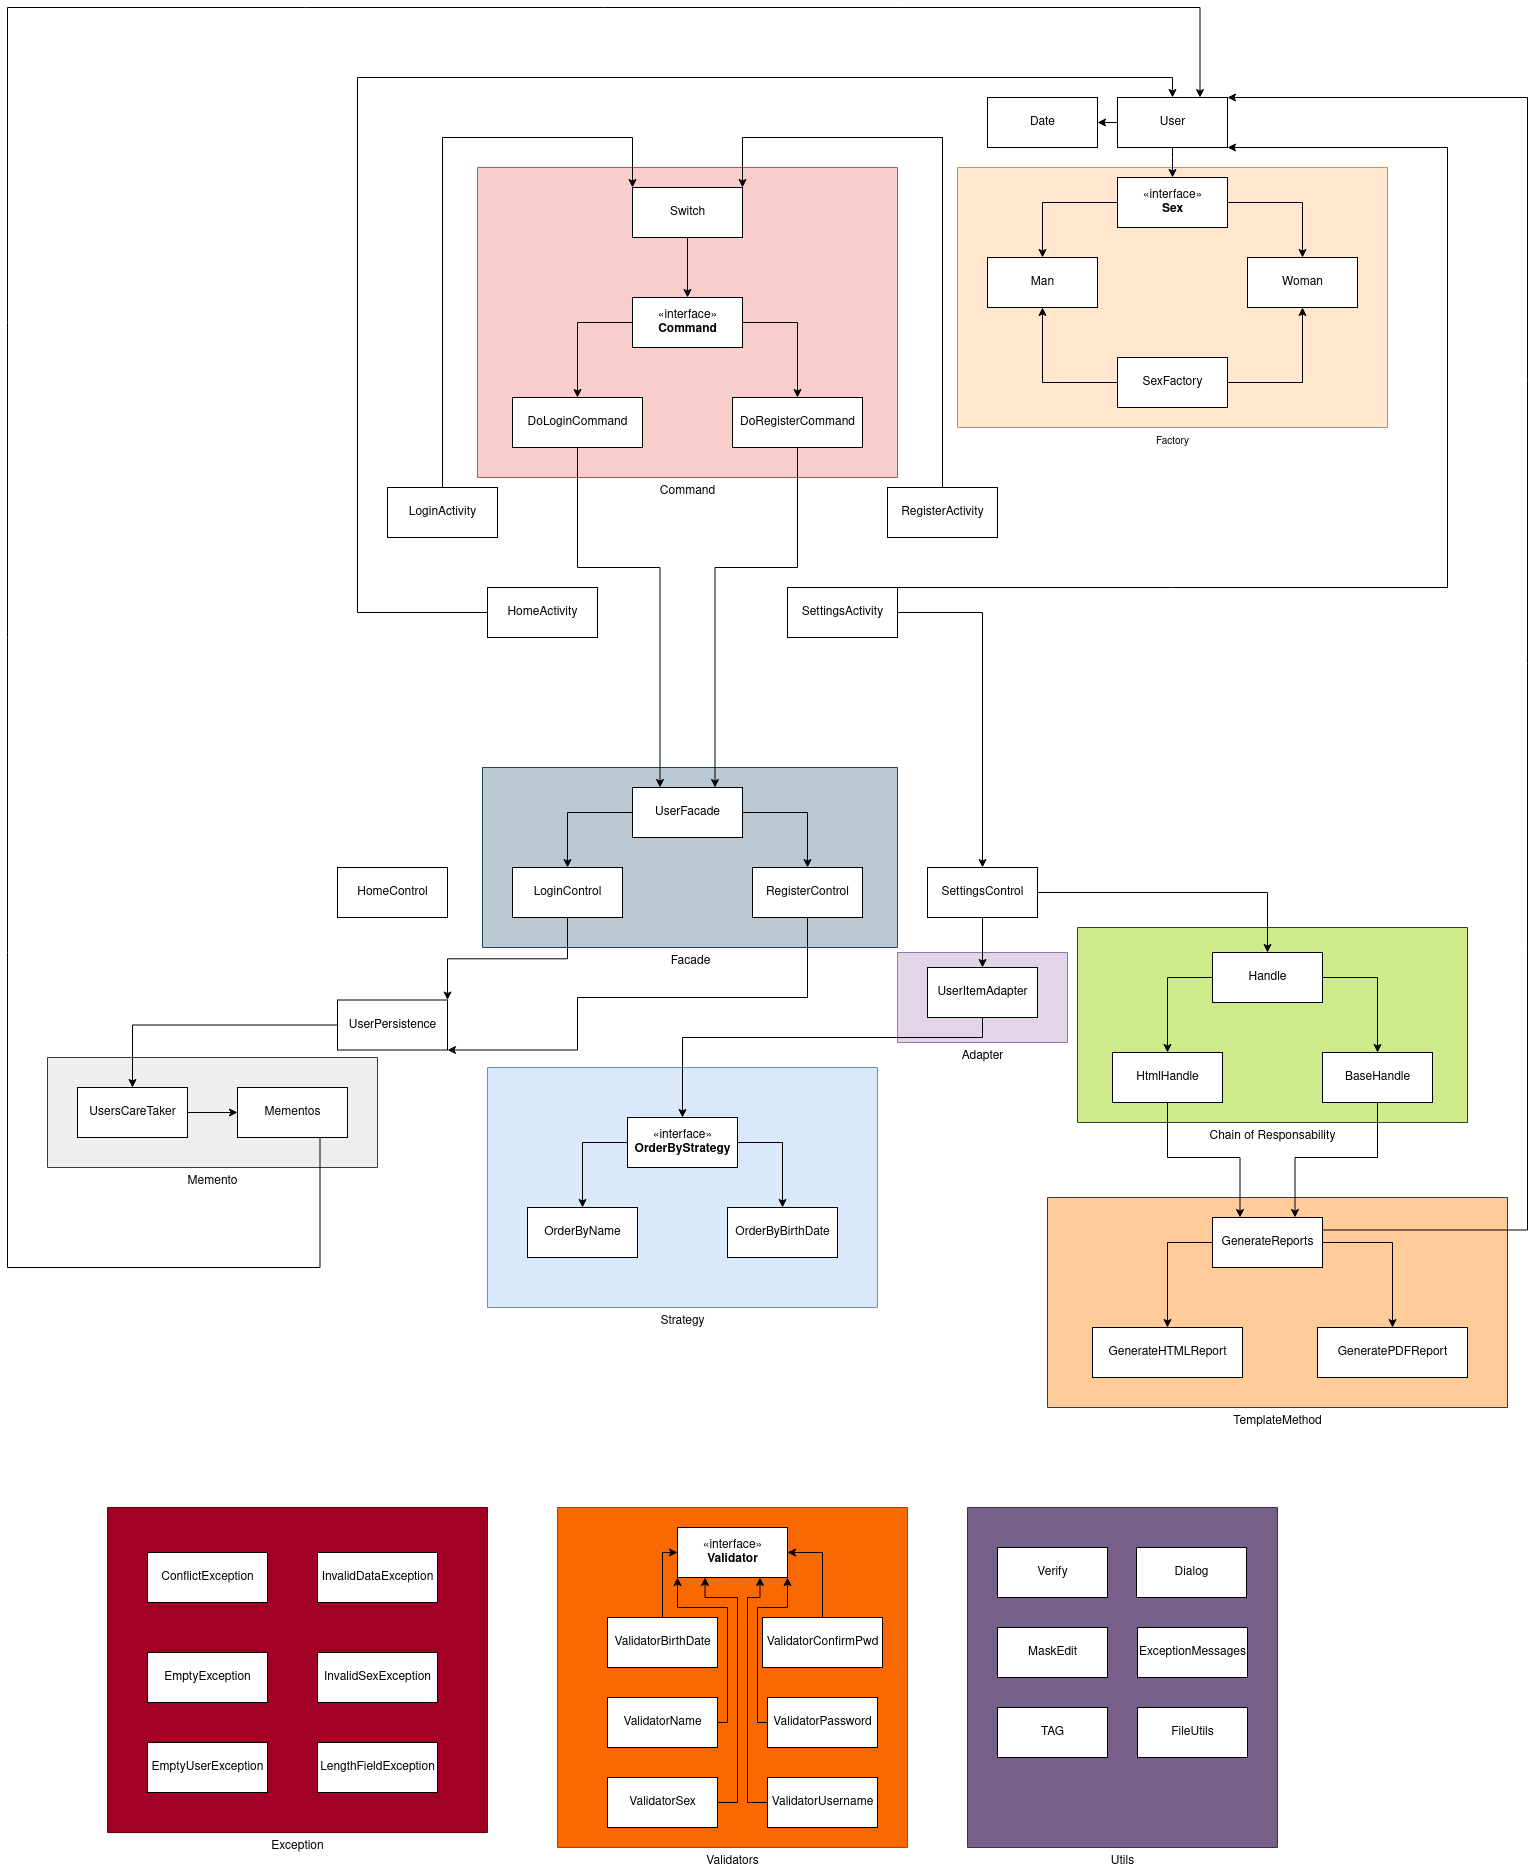 Date
User
«interface»
Sex
Man
Woman
SexFactory
Factory
Switch
«interface»
Command
DoLoginCommand
DoRegisterCommand
Command
LoginActivity
RegisterActivity
HomeActivity
SettingsActivity
UserFacade
LoginControl
RegisterControl
Facade
HomeControl
SettingsControl
UserItemAdapter
Adapter
Handle
HtmlHandle
BaseHandle
Chain of Responsability
UserPersistence
UsersCareTaker
Mementos
Memento
«interface»
OrderByStrategy
OrderByName
OrderByBirthDate
Strategy
GenerateReports
GenerateHTMLReport
GeneratePDFReport
TemplateMethod
ConflictException
InvalidDataException
EmptyException
InvalidSexException
EmptyUserException
LengthFieldException
Exception
«interface»
Validator
ValidatorBirthDate
ValidatorConfirmPwd
ValidatorName
ValidatorPassword
ValidatorSex
ValidatorUsername
Validators
Verify
Dialog
MaskEdit
ExceptionMessages
TAG
FileUtils
Utils